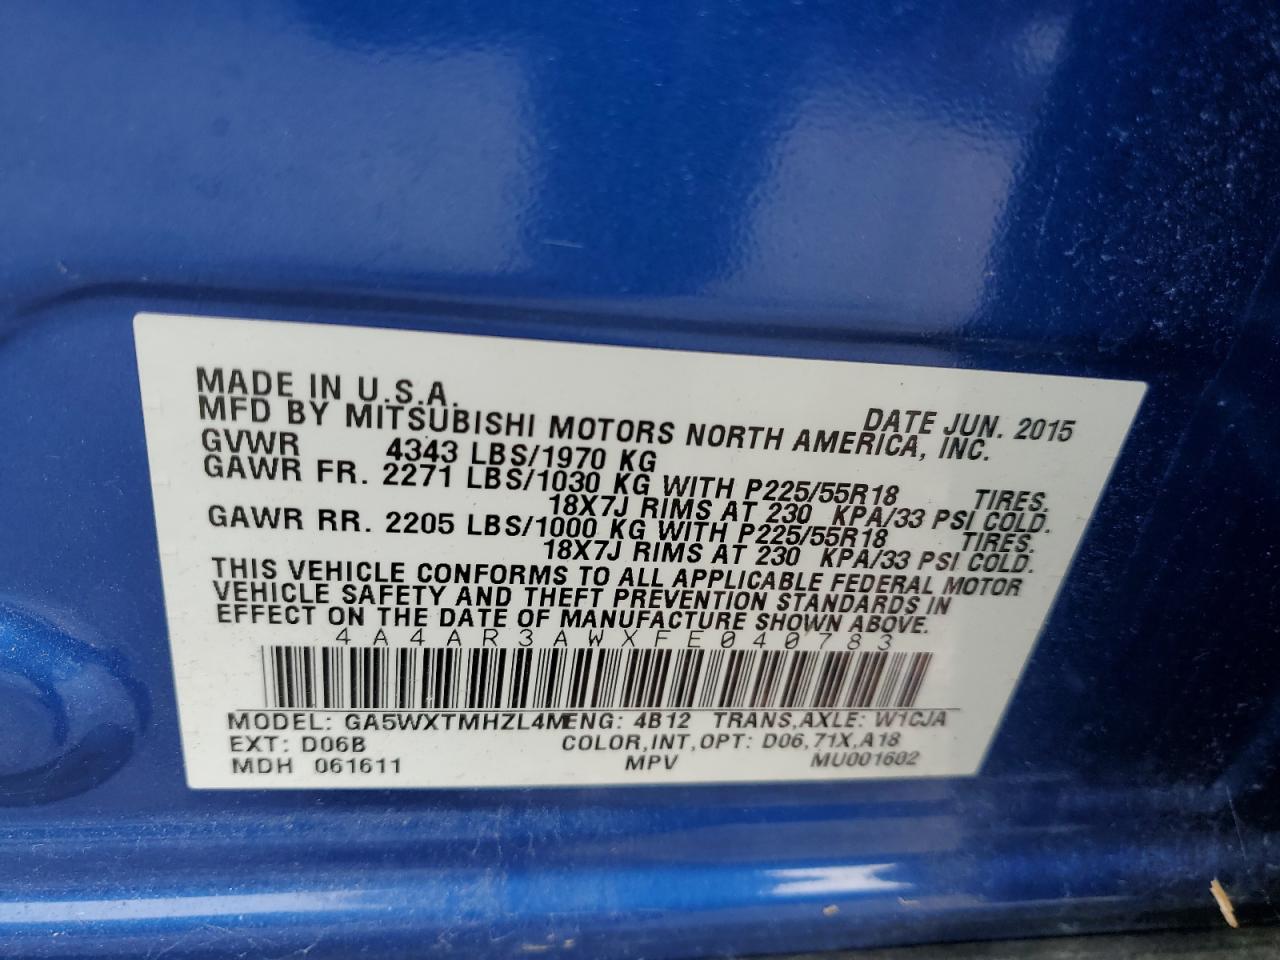 MADE IN U.S.A. DATE JUN. 2015
MFD BY MITSUBISHI MOTORS NORTH AMERICA, INC.
GVWR 4343 LBS/1970 KG
GAWR FR. 2271 LBS/1030 KG WITH P225/55R18 TIRES.
18X7J RIMS AT 230 KPA/33 PSI COLD.
GAWR RR. 2205 LBS/1000 KG WITH P225/55R18 TIRES.
18X7J RIMS AT 230 KPA/33 PSI COLD.
THIS VEHICLE CONFORMS TO ALL APPLICABLE FEDERAL MOTOR
VEHICLE SAFETY AND THEFT PREVENTION STANDARDS IN
EFFECT ON THE DATE OF MANUFACTURE SHOWN ABOVE.
4A4AR3AWXFE040783
MODEL: GA5WXTMHZL4M ENG: 4B12 TRANS,AXLE: W1CJA
EXT: D06B COLOR,INT,OPT: D06,71X,A18
MDH 061611 MPV MU001602